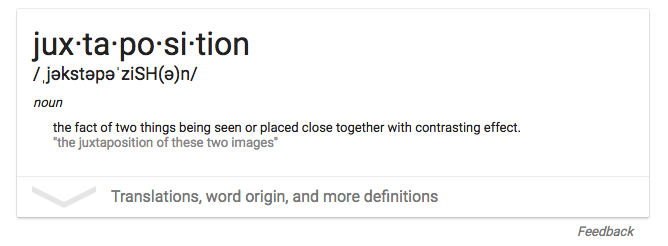 jux·ta·po·si·tion
/ˌjəkstəpəˈziSH(ə)n/
noun
the fact of two things being seen or placed close together with contrasting effect.
"the juxtaposition of these two images"
Translations, word origin, and more definitions
Feedback